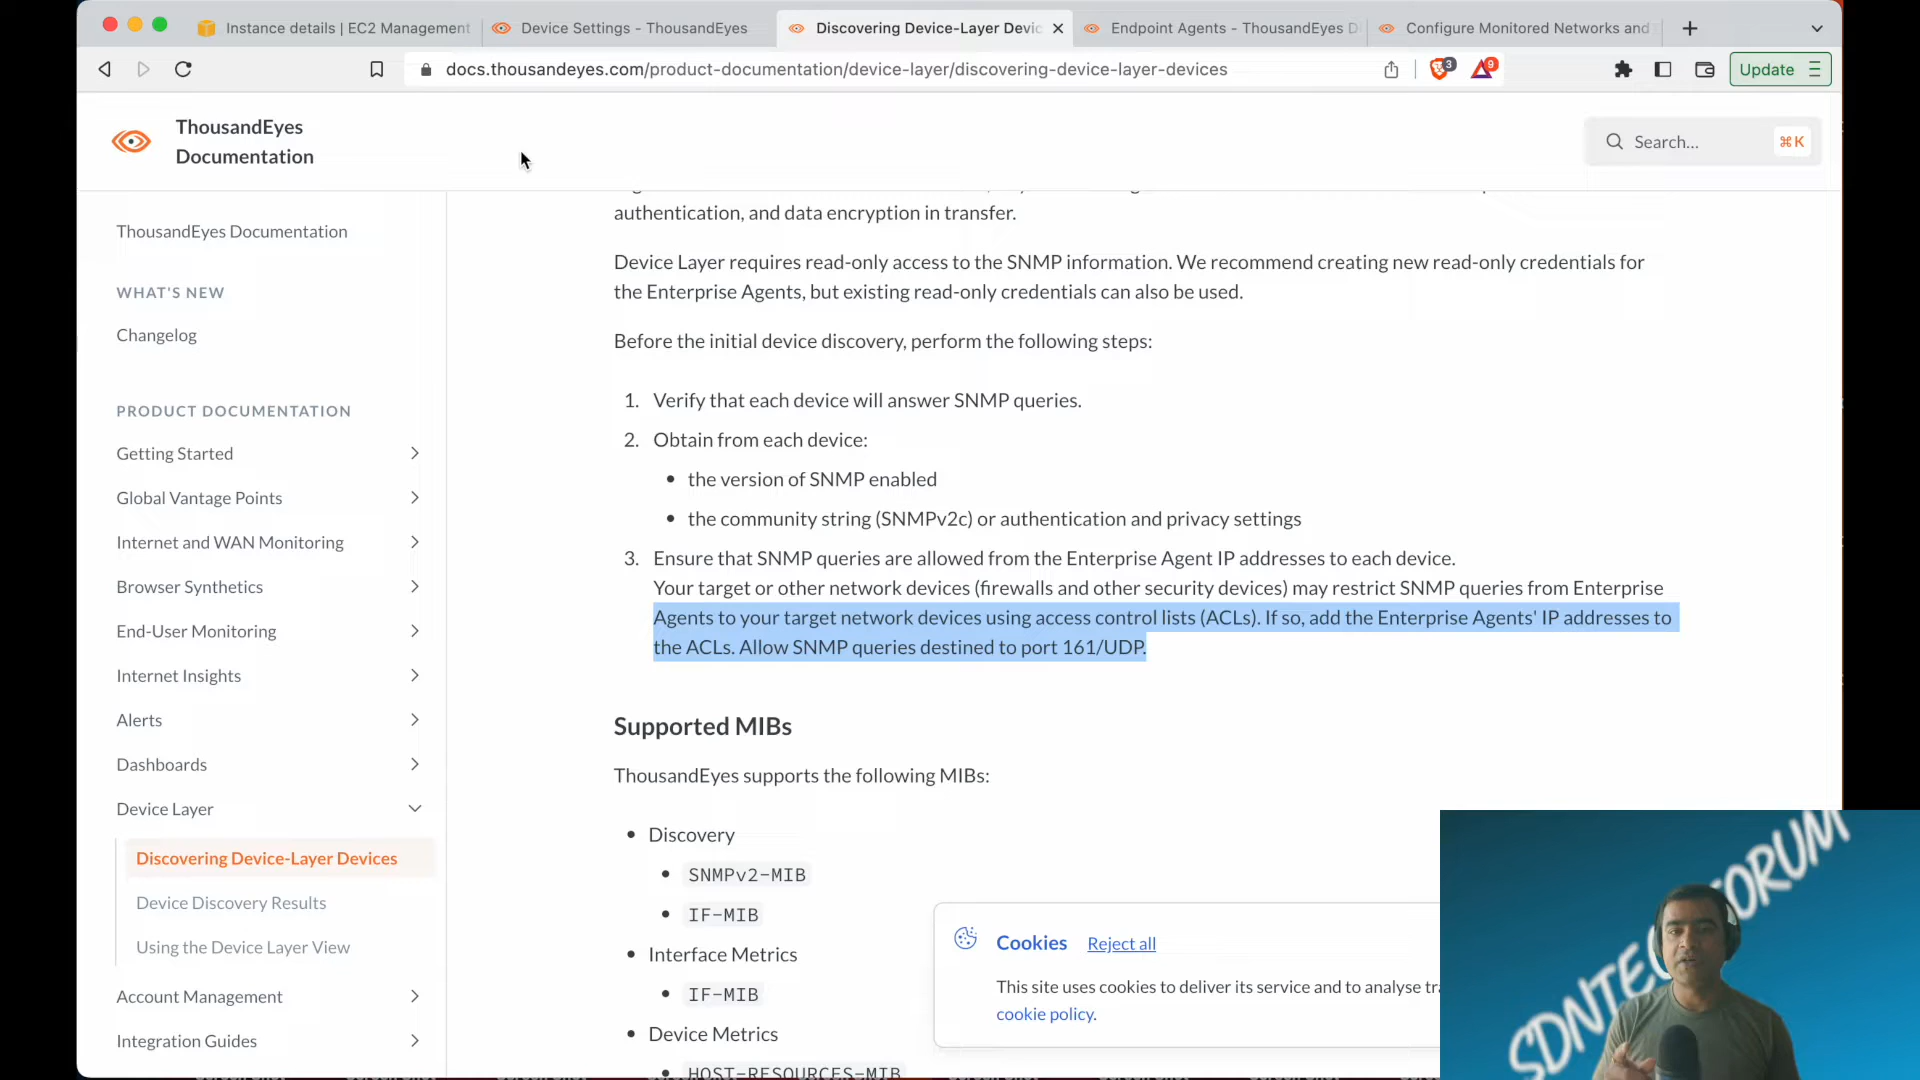 Instance details | EC2 Management
Device Settings - ThousandEyes
Discovering Device-Layer Devic
Endpoint Agents - ThousandEyes D
Configure Monitored Networks and
docs.thousandeyes.com/product-documentation/device-layer/discovering-device-layer-devices
3
9
Update
ThousandEyes
Documentation
Search...
⌘K
ThousandEyes Documentation
WHAT'S NEW
Changelog
PRODUCT DOCUMENTATION
Getting Started
Global Vantage Points
Internet and WAN Monitoring
Browser Synthetics
End-User Monitoring
Internet Insights
Alerts
Dashboards
Device Layer
Discovering Device-Layer Devices
Device Discovery Results
Using the Device Layer View
Account Management
Integration Guides
authentication, and data encryption in transfer.
Device Layer requires read-only access to the SNMP information. We recommend creating new read-only credentials for
the Enterprise Agents, but existing read-only credentials can also be used.
Before the initial device discovery, perform the following steps:
1. Verify that each device will answer SNMP queries.
2. Obtain from each device:
• the version of SNMP enabled
• the community string (SNMPv2c) or authentication and privacy settings
3. Ensure that SNMP queries are allowed from the Enterprise Agent IP addresses to each device.
Your target or other network devices (firewalls and other security devices) may restrict SNMP queries from Enterprise
Agents to your target network devices using access control lists (ACLs). If so, add the Enterprise Agents' IP addresses to
the ACLs. Allow SNMP queries destined to port 161/UDP.
Supported MIBs
ThousandEyes supports the following MIBs:
• Discovery
• SNMPv2-MIB
• IF-MIB
• Interface Metrics
• IF-MIB
• Device Metrics
• HOST-RESOURCES-MIB
Cookies
Reject all
This site uses cookies to deliver its service and to analyse tr
cookie policy.